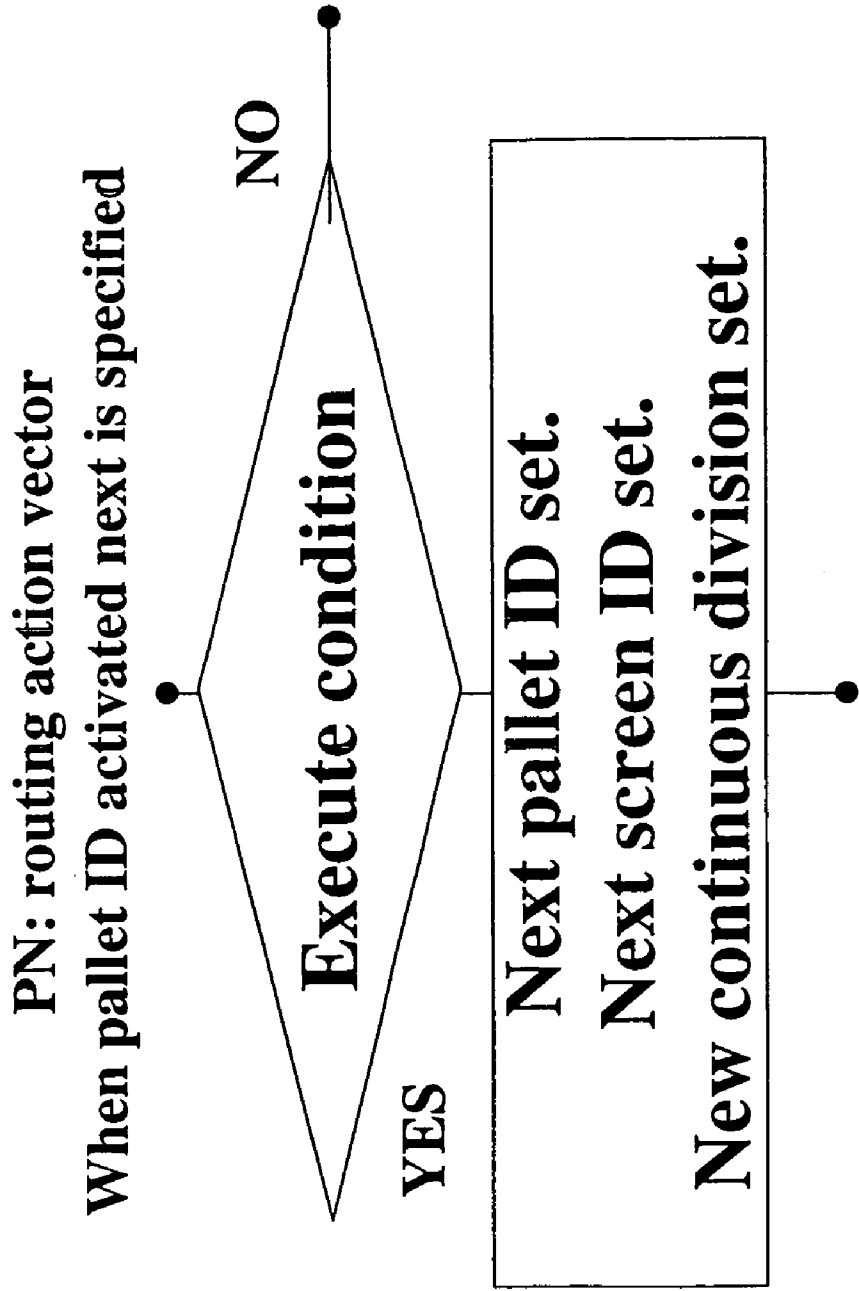 PN: routing action vector
When pallet ID activated next is specified
Execute condition
NO
YES
Next pallet ID set.
Next screen ID set.
New continuous division set.